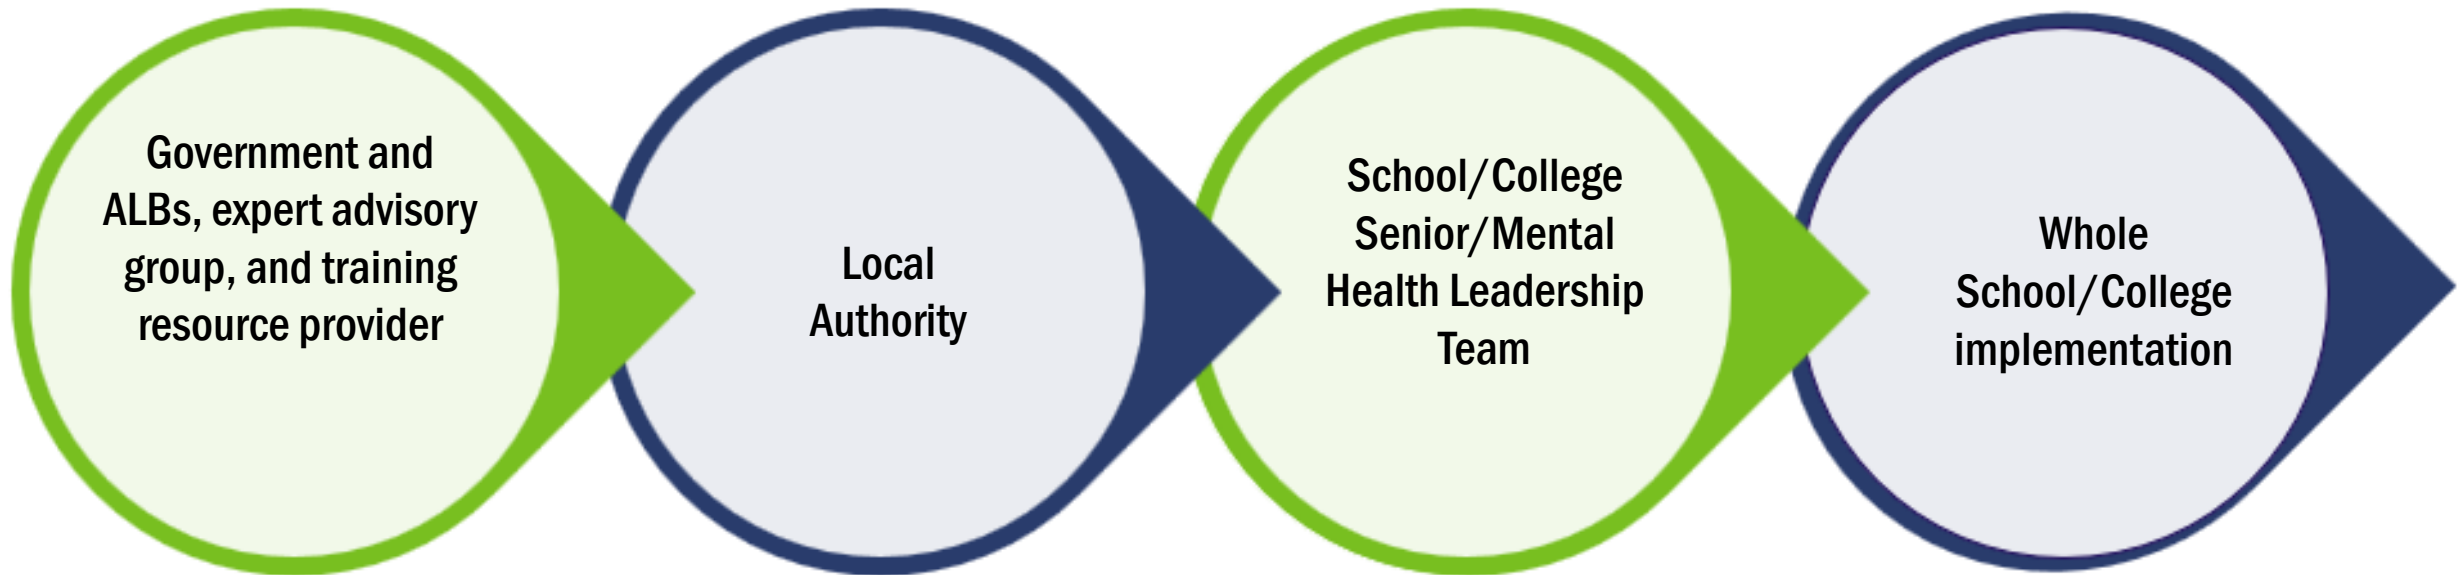 Government and
ALBs, expert advisory
group, and training
resource provider
Local
Authority
School/College
Senior/Mental
Health Leadership
Team
Whole
School/College
implementation